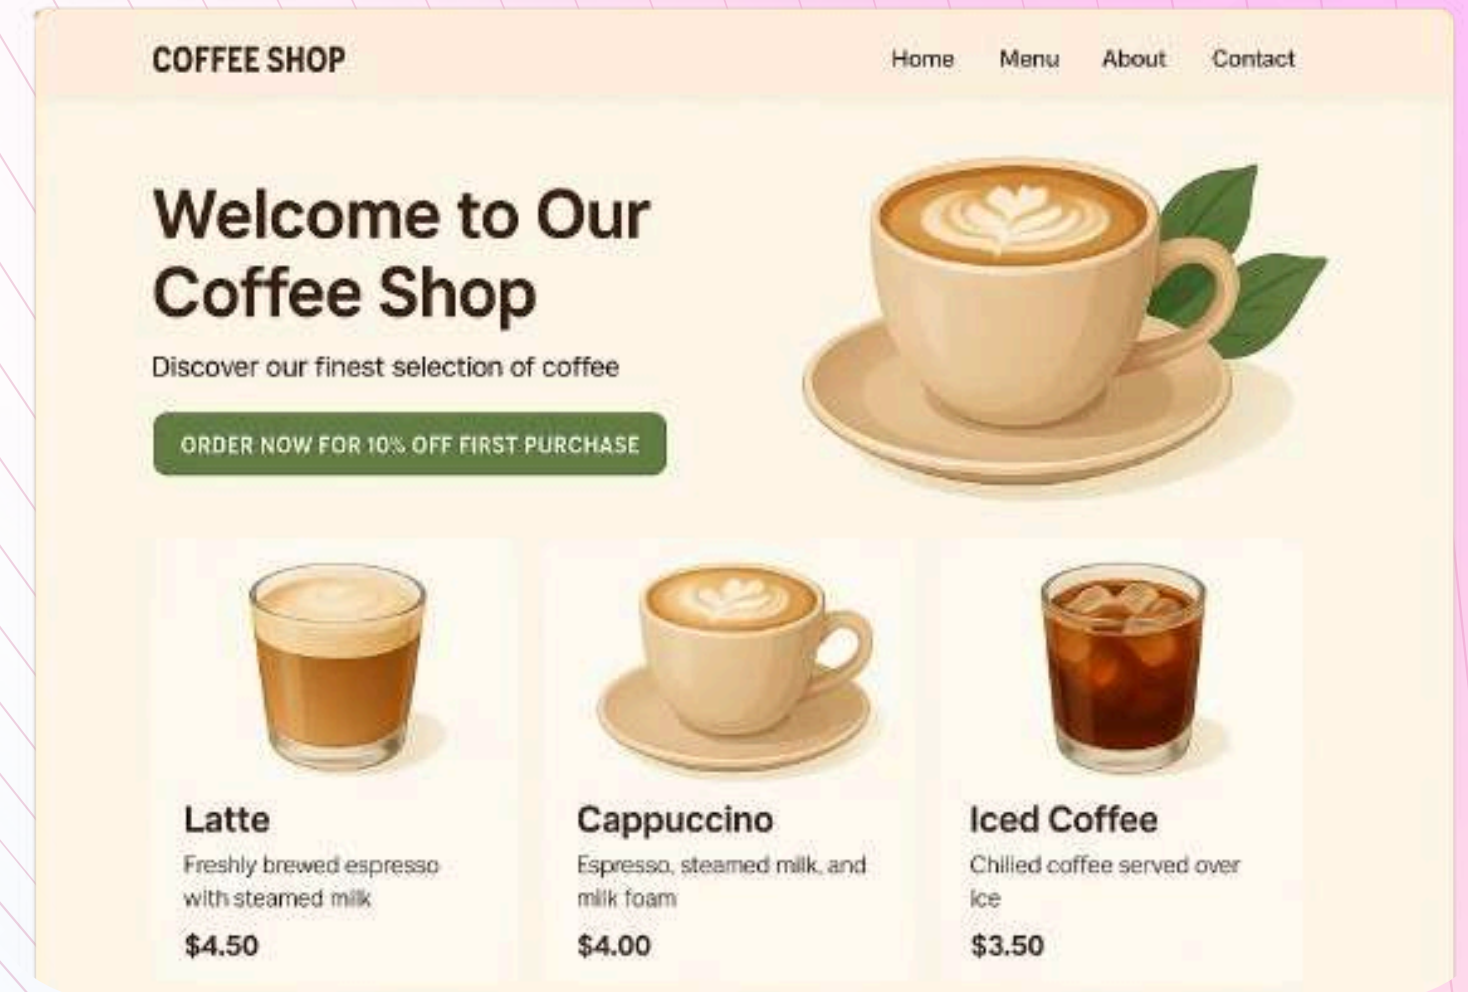 COFFEE SHOP
Home Menu About Contact
Welcome to Our
Coffee Shop
Discover our finest selection of coffee
ORDER NOW FOR 10% OFF FIRST PURCHASE
Latte
Freshly brewed espresso
with steamed milk
$4.50
Cappuccino
Espresso, steamed milk, and
milk foam
$4.00
Iced Coffee
Chilled coffee served over
ice
$3.50